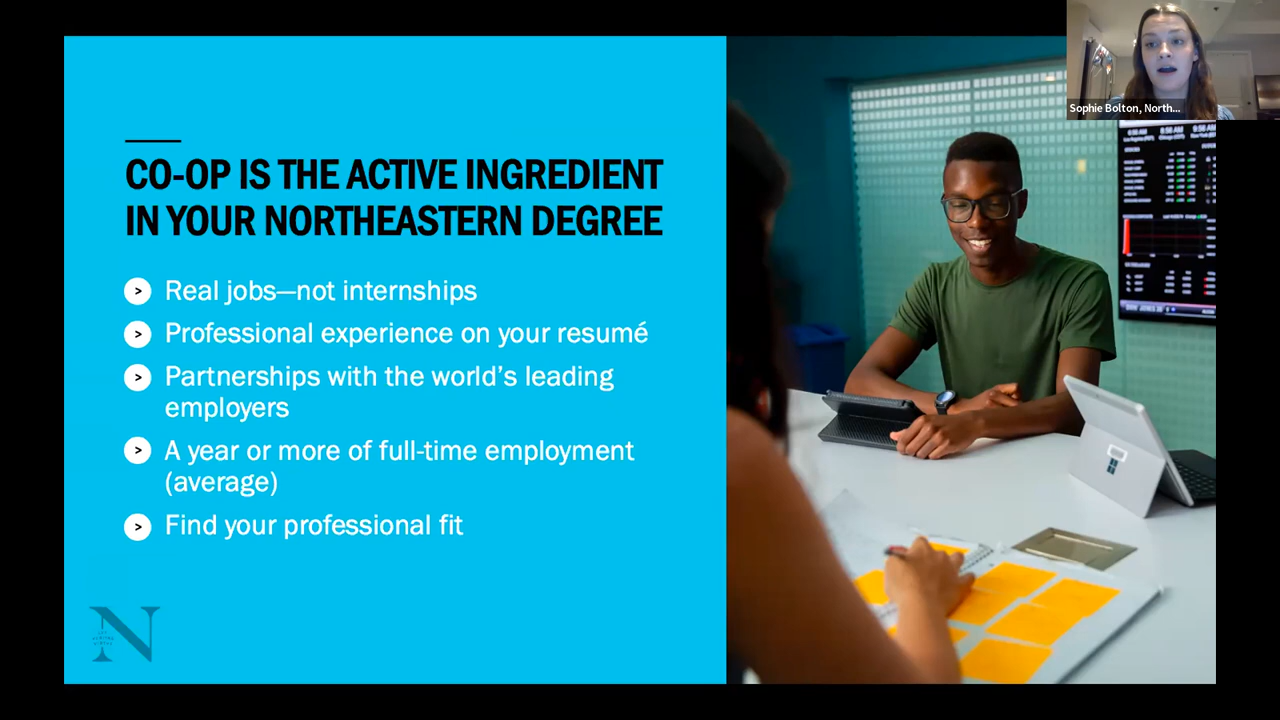 Sophie Bolton, North...
CO-OP IS THE ACTIVE INGREDIENT
IN YOUR NORTHEASTERN DEGREE
> Real jobs—not internships
> Professional experience on your resumé
> Partnerships with the world's leading
employers
> A year or more of full-time employment
(average)
> Find your professional fit
N